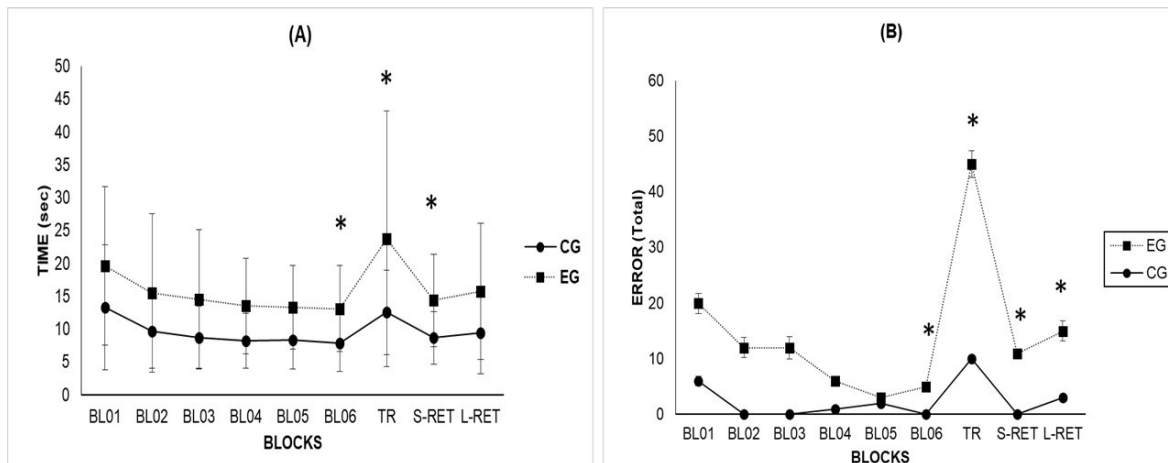 (A)
TIME (sec)
50
45
40
35
30
25
20
15
10
5
0
*
*
*
BL01 BL02 BL03 BL04 BL05 BL06 TR S-RET L-RET
BLOCKS
CG
EG
(B)
ERROR (Total)
60
50
40
30
20
10
0
*
*
*
*
BL01 BL02 BL03 BL04 BL05 BL06 TR S-RET L-RET
BLOCKS
EG
CG